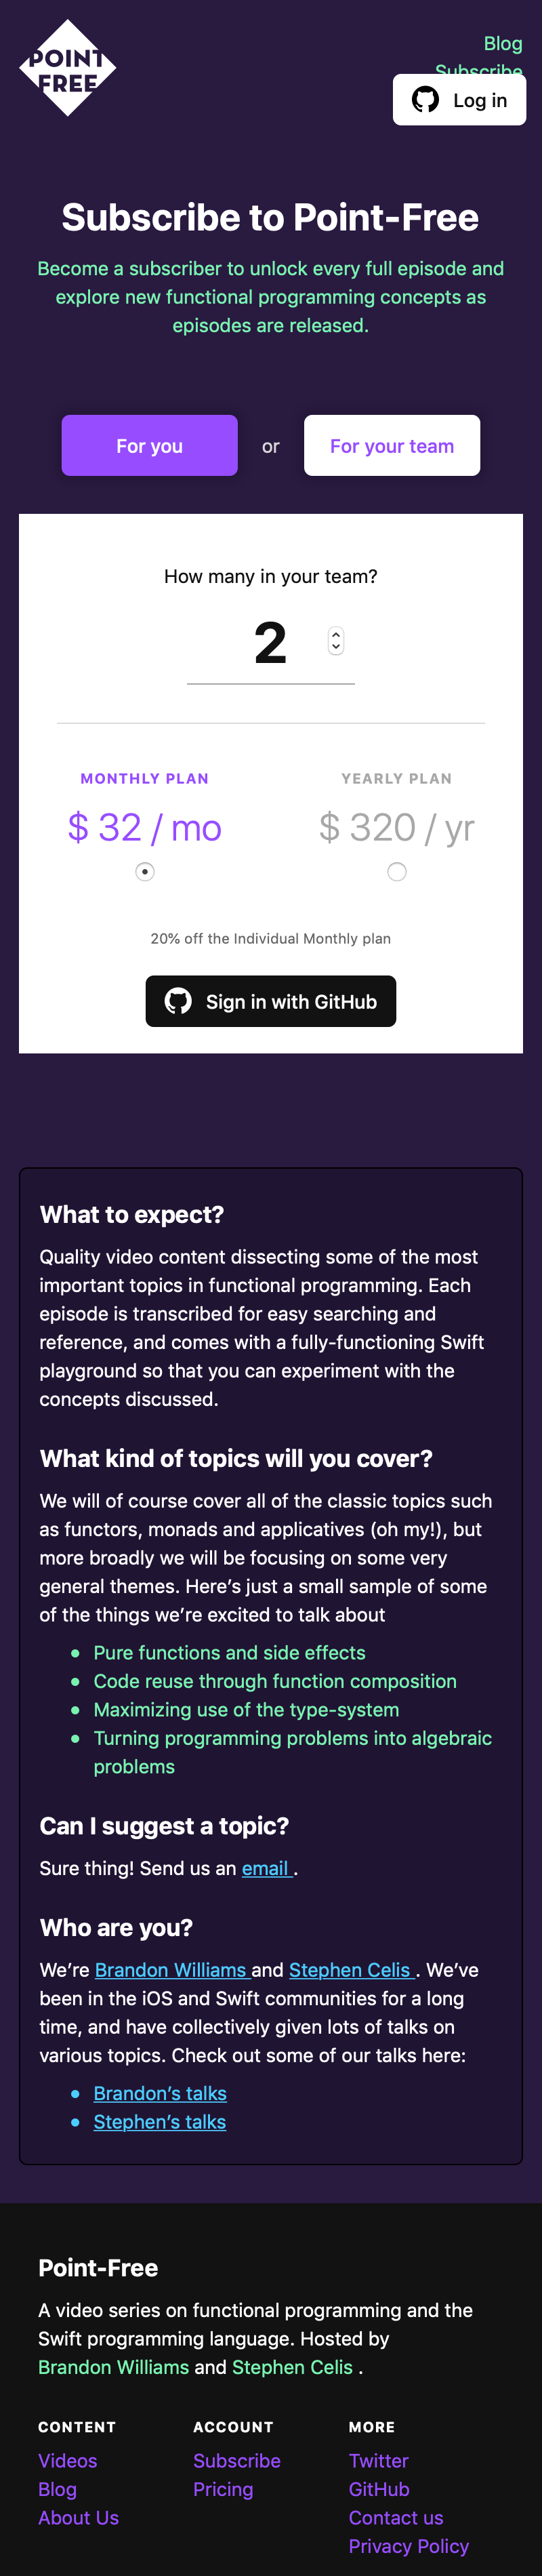 POINT
FREE
Blog
Subscribe
Log in
Subscribe to Point-Free
Become a subscriber to unlock every full episode and
explore new functional programming concepts as
episodes are released.
For you
or
For your team
How many in your team?
2
MONTHLY PLAN
YEARLY PLAN
$ 32 / mo
$ 320 / yr
20% off the Individual Monthly plan
Sign in with GitHub
What to expect?
Quality video content dissecting some of the most
important topics in functional programming. Each
episode is transcribed for easy searching and
reference, and comes with a fully-functioning Swift
playground so that you can experiment with the
concepts discussed.
What kind of topics will you cover?
We will of course cover all of the classic topics such
as functors, monads and applicatives (oh my!), but
more broadly we will be focusing on some very
general themes. Here’s just a small sample of some
of the things we’re excited to talk about
Pure functions and side effects
Code reuse through function composition
Maximizing use of the type-system
Turning programming problems into algebraic
problems
Can I suggest a topic?
Sure thing! Send us an email .
Who are you?
We’re Brandon Williams and Stephen Celis . We’ve
been in the iOS and Swift communities for a long
time, and have collectively given lots of talks on
various topics. Check out some of our talks here:
Brandon’s talks
Stephen’s talks
Point-Free
A video series on functional programming and the
Swift programming language. Hosted by
Brandon Williams and Stephen Celis .
CONTENT
Videos
Blog
About Us
ACCOUNT
Subscribe
Pricing
MORE
Twitter
GitHub
Contact us
Privacy Policy